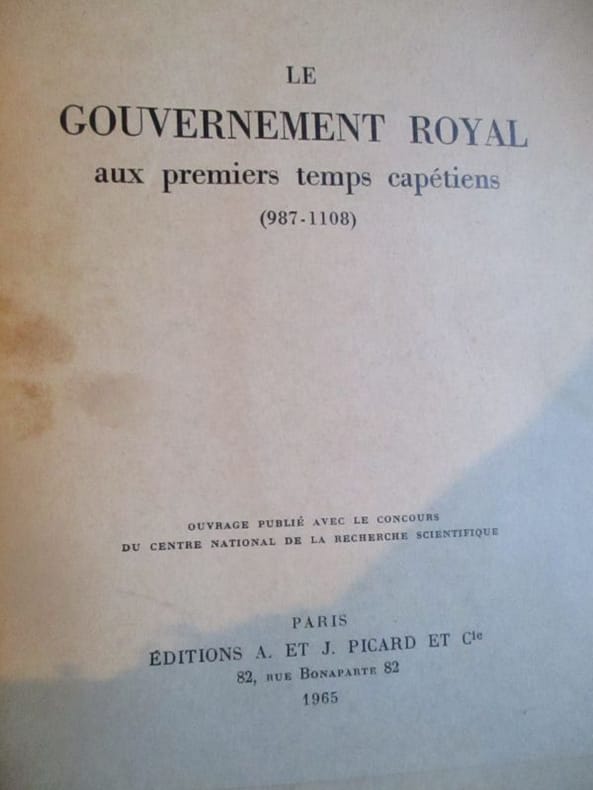 LE
GOUVERNEMENT ROYAL
aux premiers temps capétiens
(987-1108)
OUVRAGE PUBLIÉ AVEC LE CONCOURS
DU CENTRE NATIONAL DE LA RECHERCHE SCIENTIFIQUE
PARIS
ÉDITIONS A. ET J. PICARD ET Cie
82, RUE BONAPARTE 82
1965